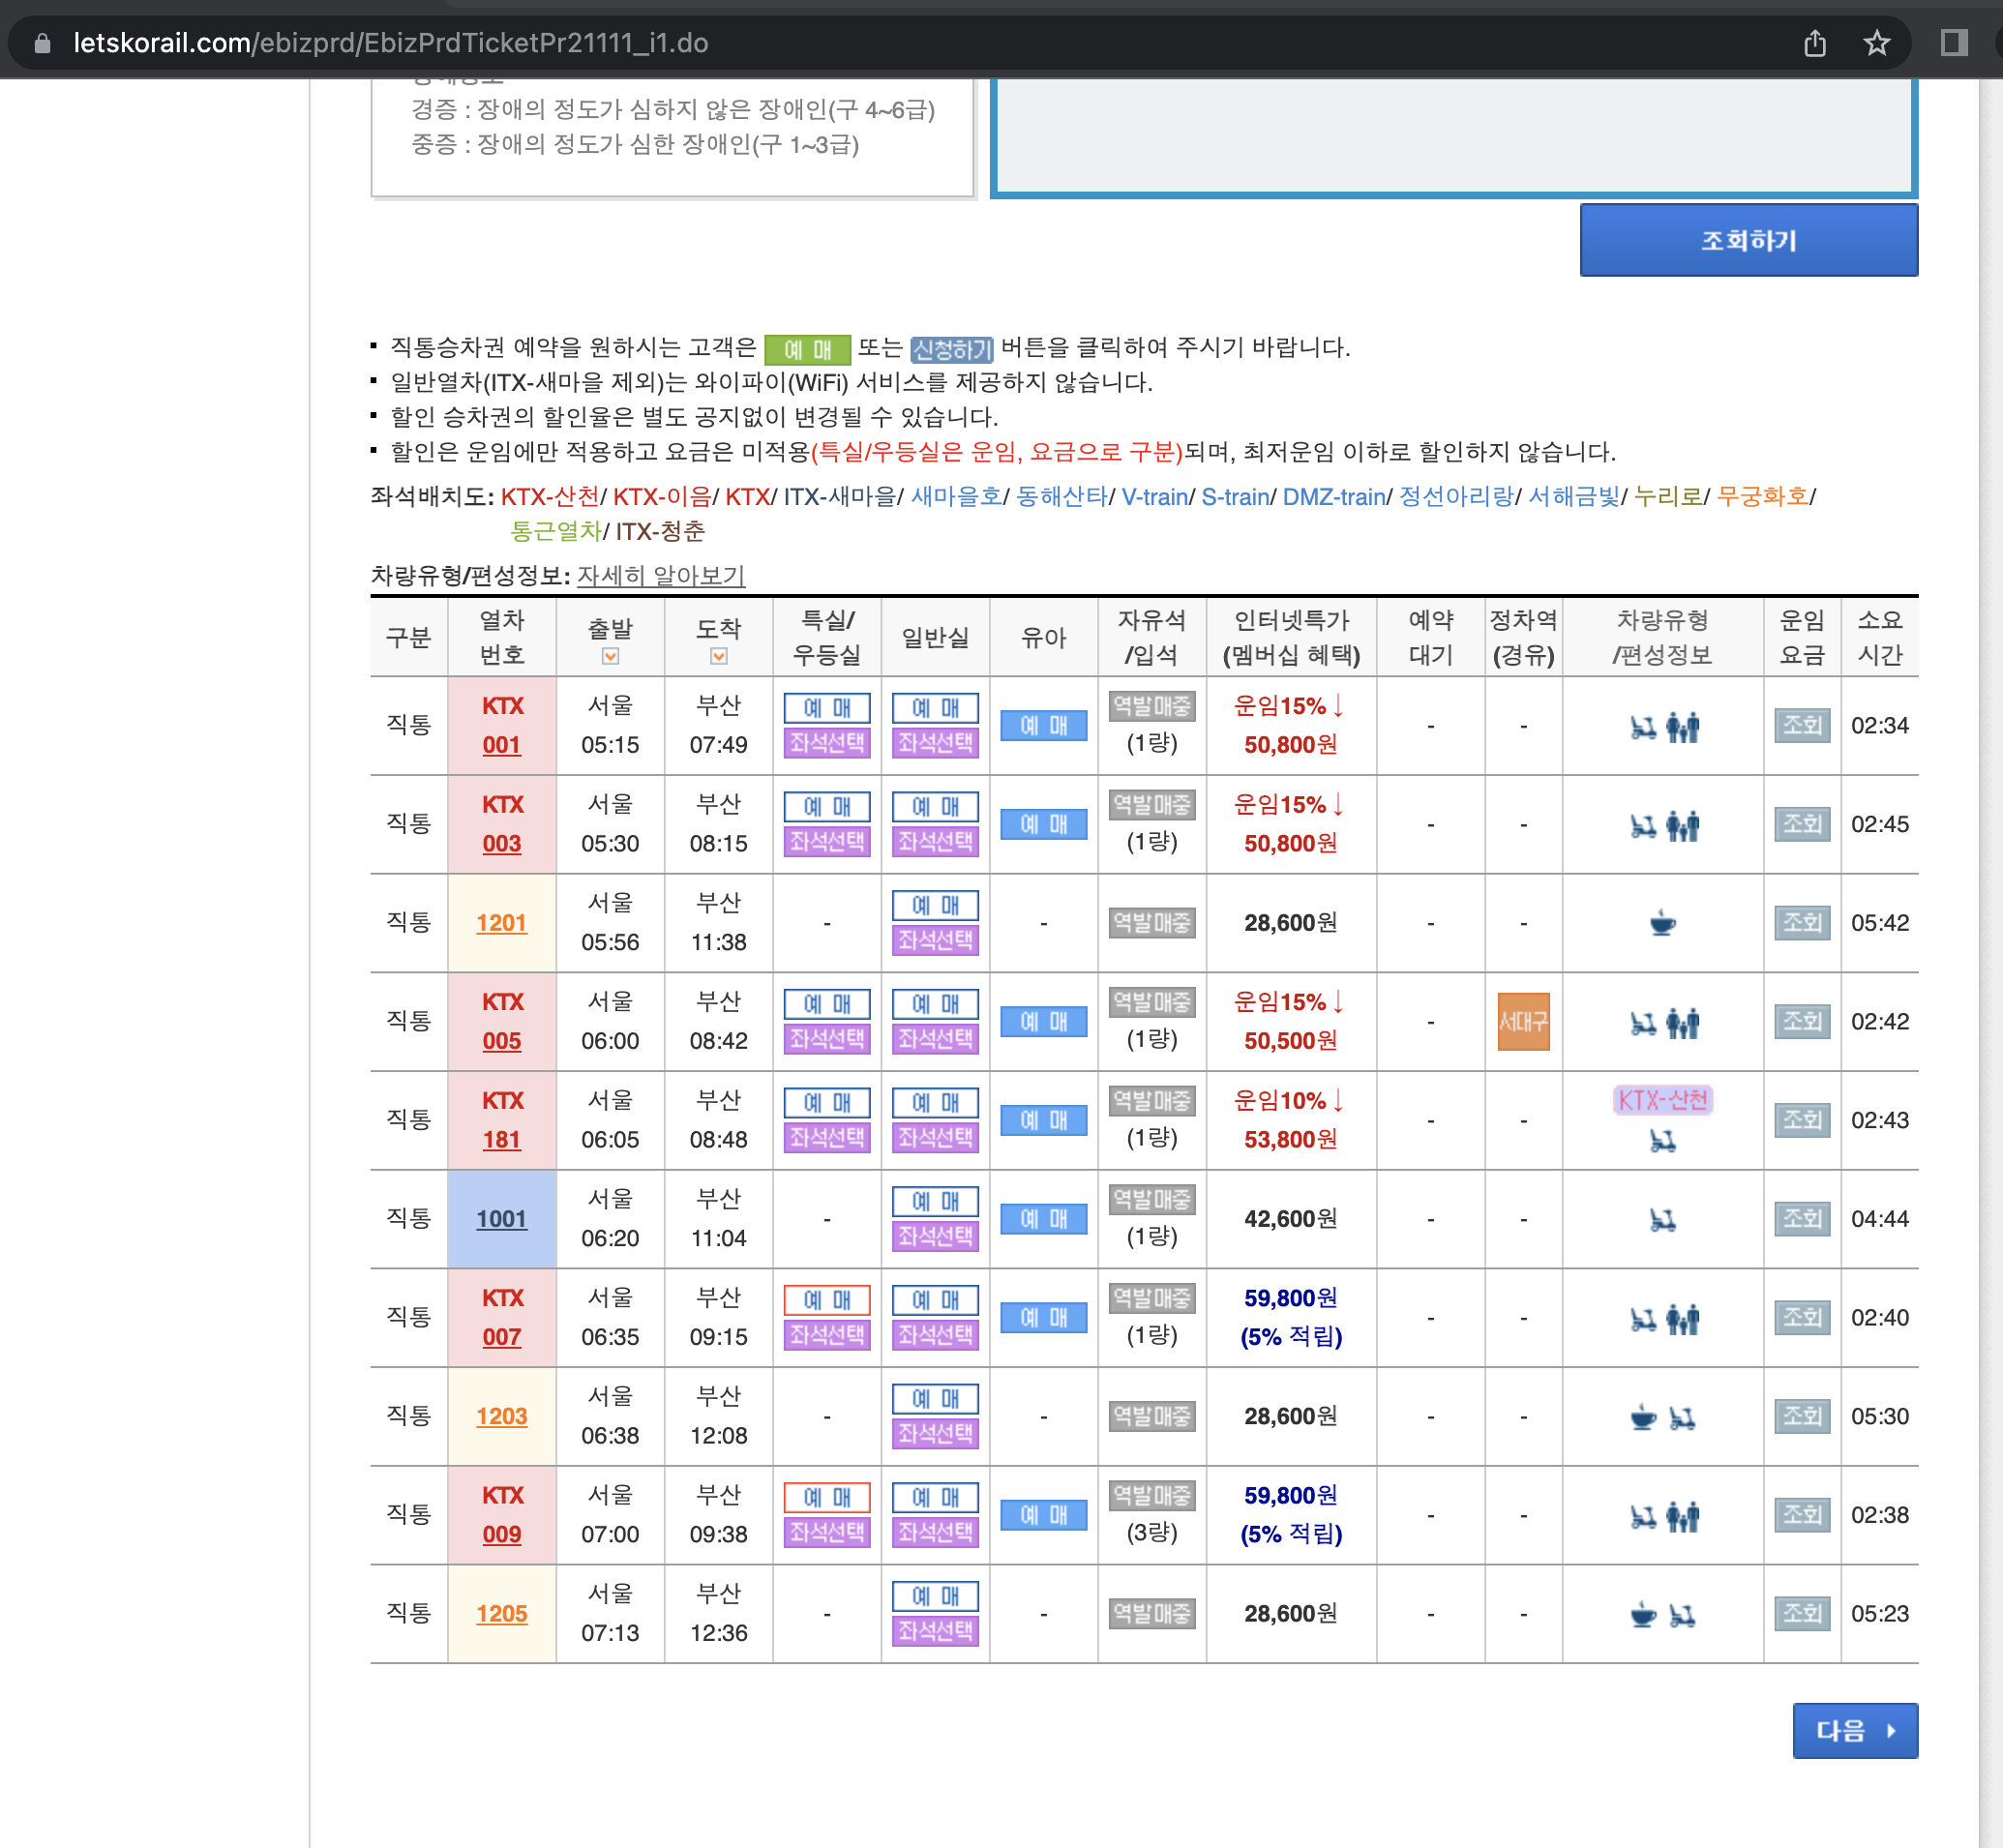 letskorail.com/ebizprd/EbizPrdTicketPr21111_i1.do
경증 : 장애의 정도가 심하지 않은 장애인(구 4~6급)
중증 : 장애의 정도가 심한 장애인(구 1~3급)
조회하기
직통승차권 예약을 원하시는 고객은 예 매 또는 신청하기 버튼을 클릭하여 주시기 바랍니다.
일반열차(ITX-새마을 제외)는 와이파이(WiFi) 서비스를 제공하지 않습니다.
할인 승차권의 할인율은 별도 공지없이 변경될 수 있습니다.
할인은 운임에만 적용하고 요금은 미적용(특실/우등실은 운임, 요금으로 구분)되며, 최저운임 이하로 할인하지 않습니다.
좌석배치도: KTX-산천/ KTX-이음/ KTX/ ITX-새마을/ 새마을호/ 동해산타/ V-train/ S-train/ DMZ-train/ 정선아리랑/ 서해금빛/ 누리로/ 무궁화호/
통근열차/ ITX-청춘
차량유형/편성정보: 자세히 알아보기
구분 열차 번호 출발 도착 특실/ 우등실 일반실 유아 자유석 /입석 인터넷특가 (멤버십 혜택) 예약 대기 정차역 (경유) 차량유형 /편성정보 운임 요금 소요 시간
직통 KTX 001 서울 05:15 부산 07:49 예 매 좌석선택 예 매 좌석선택 예 매 역발매중 (1량) 운임15%↓ 50,800원 - - 조회 02:34
직통 KTX 003 서울 05:30 부산 08:15 예 매 좌석선택 예 매 좌석선택 예 매 역발매중 (1량) 운임15%↓ 50,800원 - - 조회 02:45
직통 1201 서울 05:56 부산 11:38 - 예 매 좌석선택 - 역발매중 28,600원 - - 조회 05:42
직통 KTX 005 서울 06:00 부산 08:42 예 매 좌석선택 예 매 좌석선택 예 매 역발매중 (1량) 운임15%↓ 50,500원 - 서대구 조회 02:42
직통 KTX 181 서울 06:05 부산 08:48 예 매 좌석선택 예 매 좌석선택 예 매 역발매중 (1량) 운임10%↓ 53,800원 - - KTX-산천 조회 02:43
직통 1001 서울 06:20 부산 11:04 - 예 매 좌석선택 예 매 역발매중 (1량) 42,600원 - - 조회 04:44
직통 KTX 007 서울 06:35 부산 09:15 예 매 좌석선택 예 매 좌석선택 예 매 역발매중 (1량) 59,800원 (5% 적립) - - 조회 02:40
직통 1203 서울 06:38 부산 12:08 - 예 매 좌석선택 - 역발매중 28,600원 - - 조회 05:30
직통 KTX 009 서울 07:00 부산 09:38 예 매 좌석선택 예 매 좌석선택 예 매 역발매중 (3량) 59,800원 (5% 적립) - - 조회 02:38
직통 1205 서울 07:13 부산 12:36 - 예 매 좌석선택 - 역발매중 28,600원 - - 조회 05:23
다음